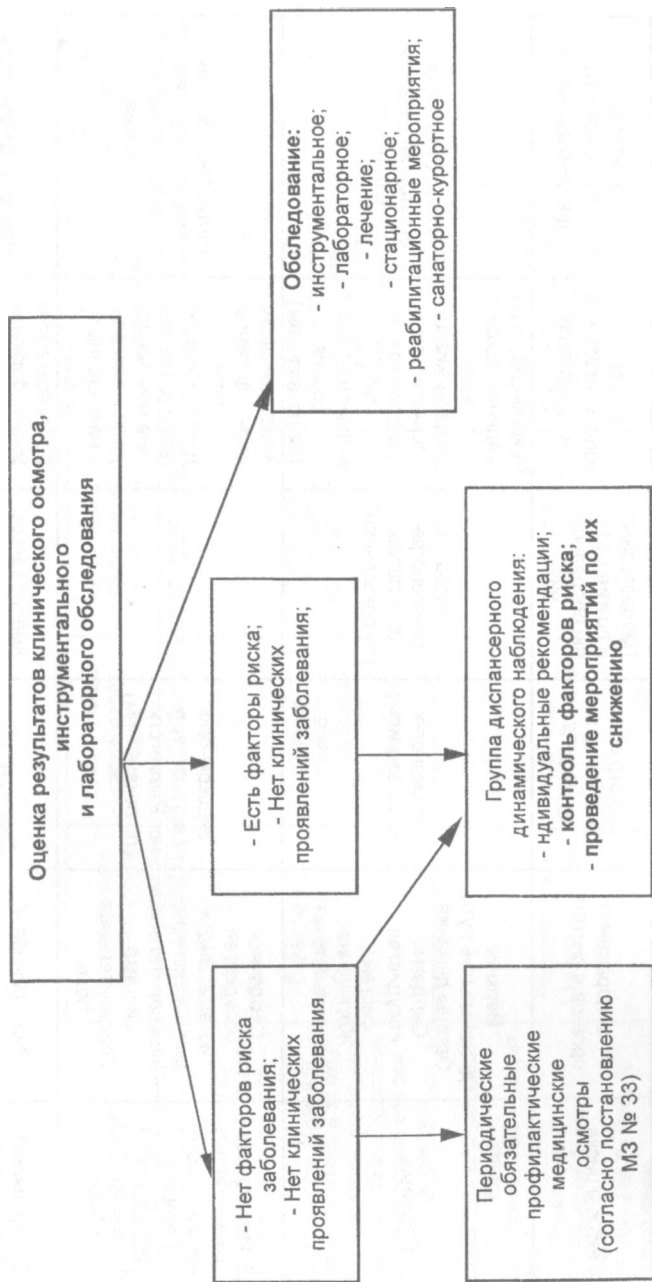 Оценка результатов клинического осмотра,
инструментального
и лабораторного обследования
- Нет факторов риска
заболевания;
- Нет клинических
проявлений заболевания
- Есть факторы риска;
- Нет клинических
проявлений заболевания;
Обследование:
- инструментальное;
- лабораторное;
- лечение;
- стационарное;
- реабилитационные мероприятия
- санаторно-курортное
Периодические
обязательные
профилактические
медицинские
осмотры
(согласно постановлению
МЗ № 33)
Группа диспансерного
динамического наблюдения:
- ндивидуальные рекомендации;
- контроль факторов риска;
- проведение мероприятий по их
снижению